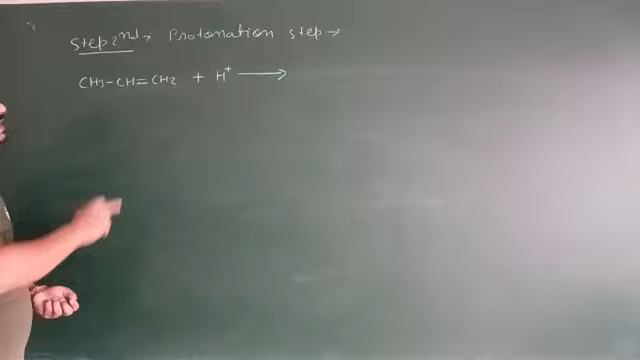 Step 2nd → Protonation step →
CH3-CH=CH2 + H⁺ ⟶